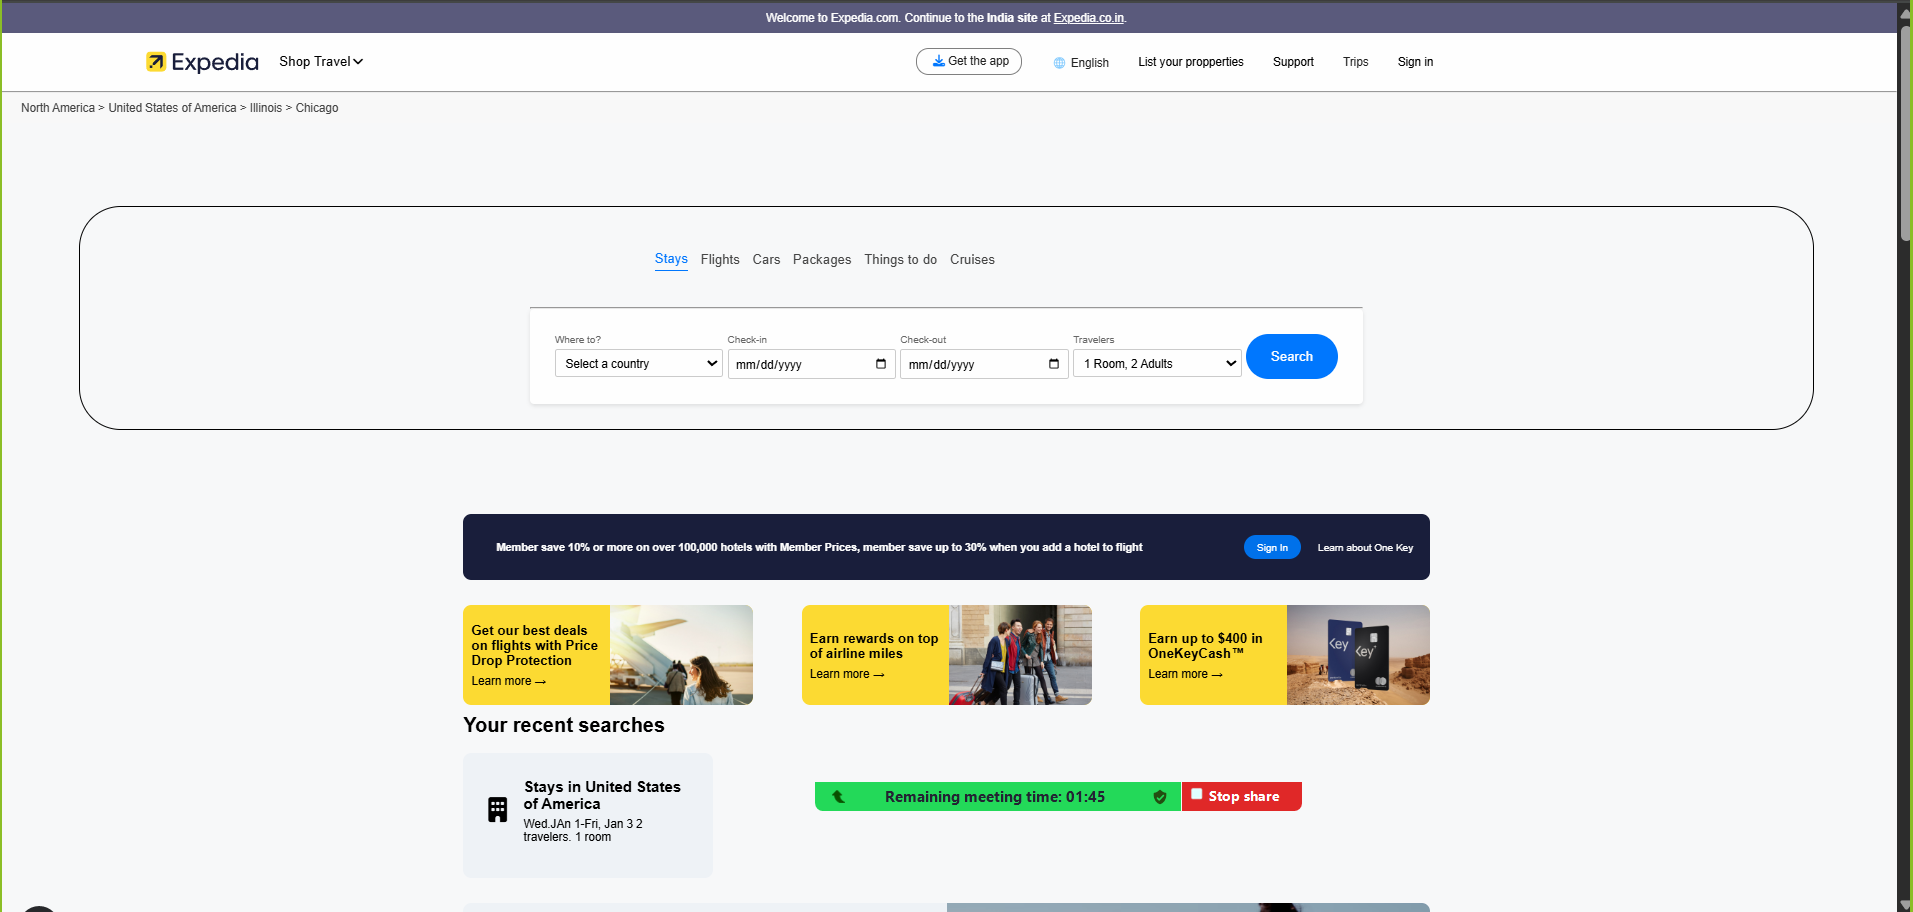 Welcome to Expedia.com. Continue to the India site at Expedia.co.in.
Expedia
Shop Travel
Get the app
English
List your propperties
Support
Trips
Sign in
North America > United States of America > Illinois > Chicago
Stays
Flights
Cars
Packages
Things to do
Cruises
Where to?
Check-in
Check-out
Travelers
Select a country
mm/dd/yyyy
mm/dd/yyyy
1 Room, 2 Adults
Search
Member save 10% or more on over 100,000 hotels with Member Prices, member save up to 30% when you add a hotel to flight
Sign In
Learn about One Key
Get our best deals
on flights with Price
Drop Protection
Learn more →
Earn rewards on top
of airline miles
Learn more →
Earn up to $400 in
OneKeyCash™
Learn more →
Key
Key
Your recent searches
Stays in United States
of America
Wed.JAn 1-Fri, Jan 3 2
travelers. 1 room
Remaining meeting time: 01:45
Stop share